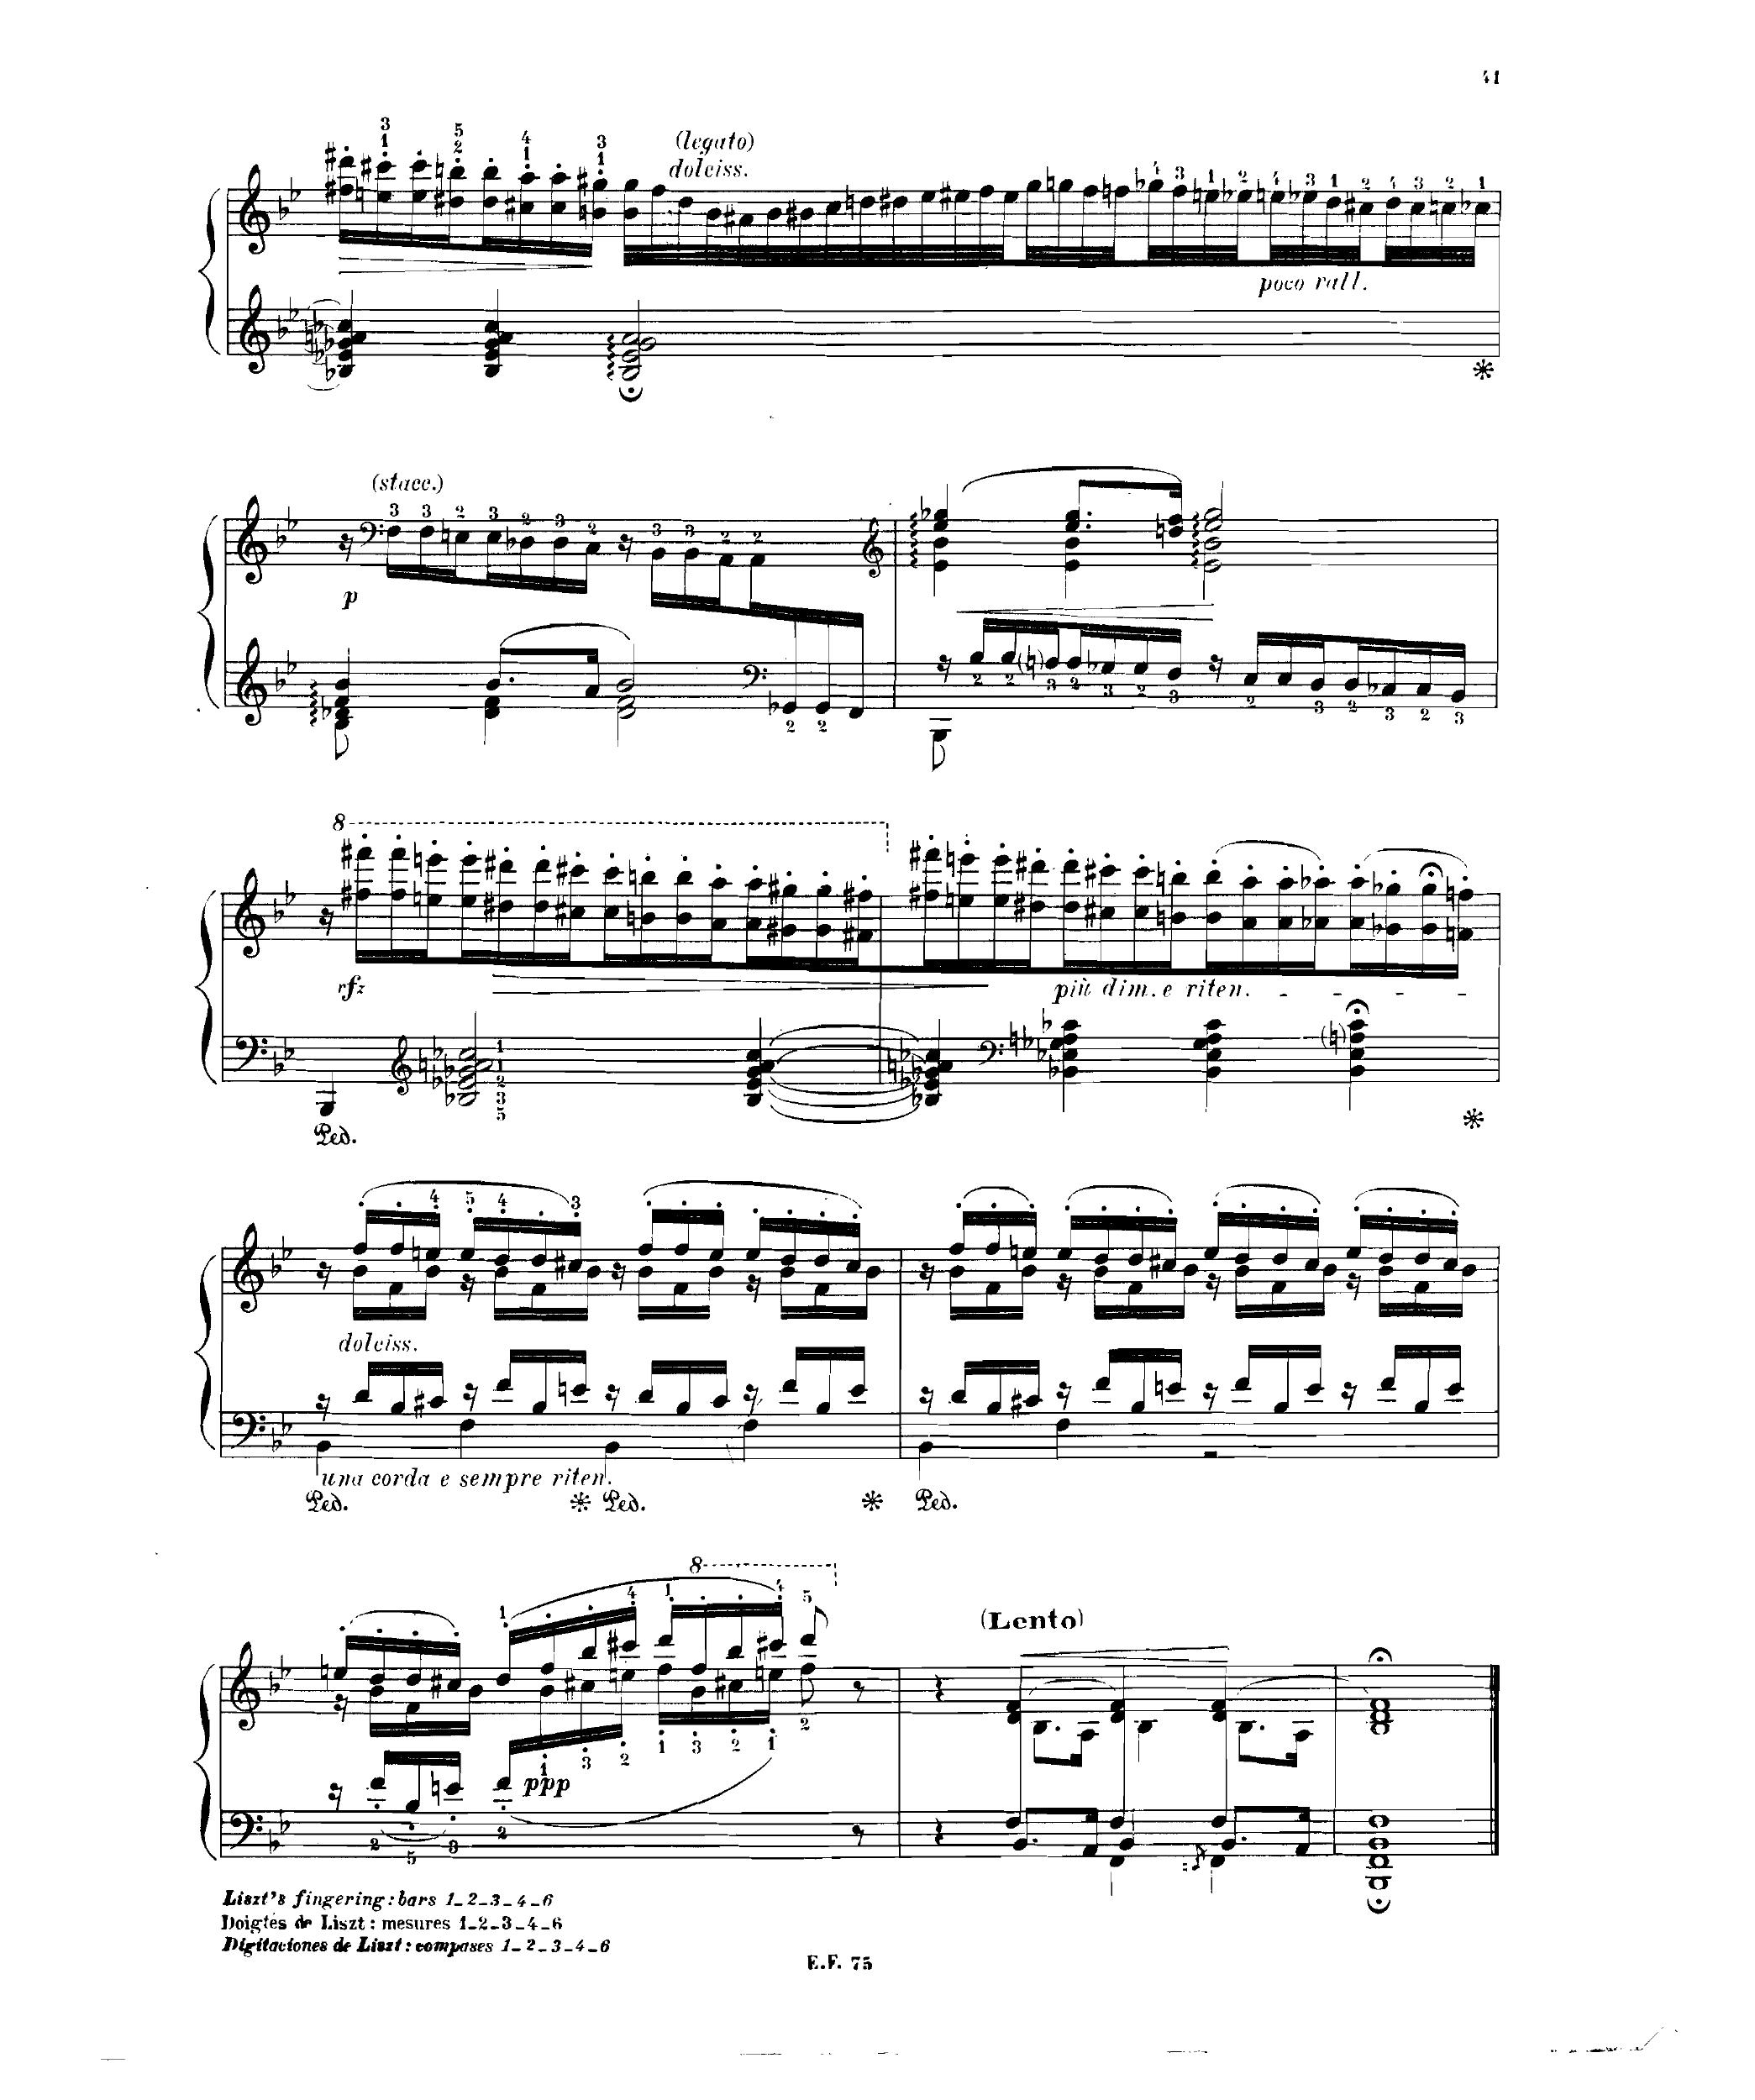 41
(legato)
dolciss.
poco rall.
(stacc.)
p
8
rfz
più dim. e riten.
Ped.
dolciss.
una corda e sempre riten.
Ped. Ped. Ped.
8
(Lento)
ppp
Liszt's fingering: bars 1-2-3-4-6
Doigtés de Liszt: mesures 1-2-3-4-6
Digitaciones de Liszt: compases 1-2-3-4-6
E.F. 75